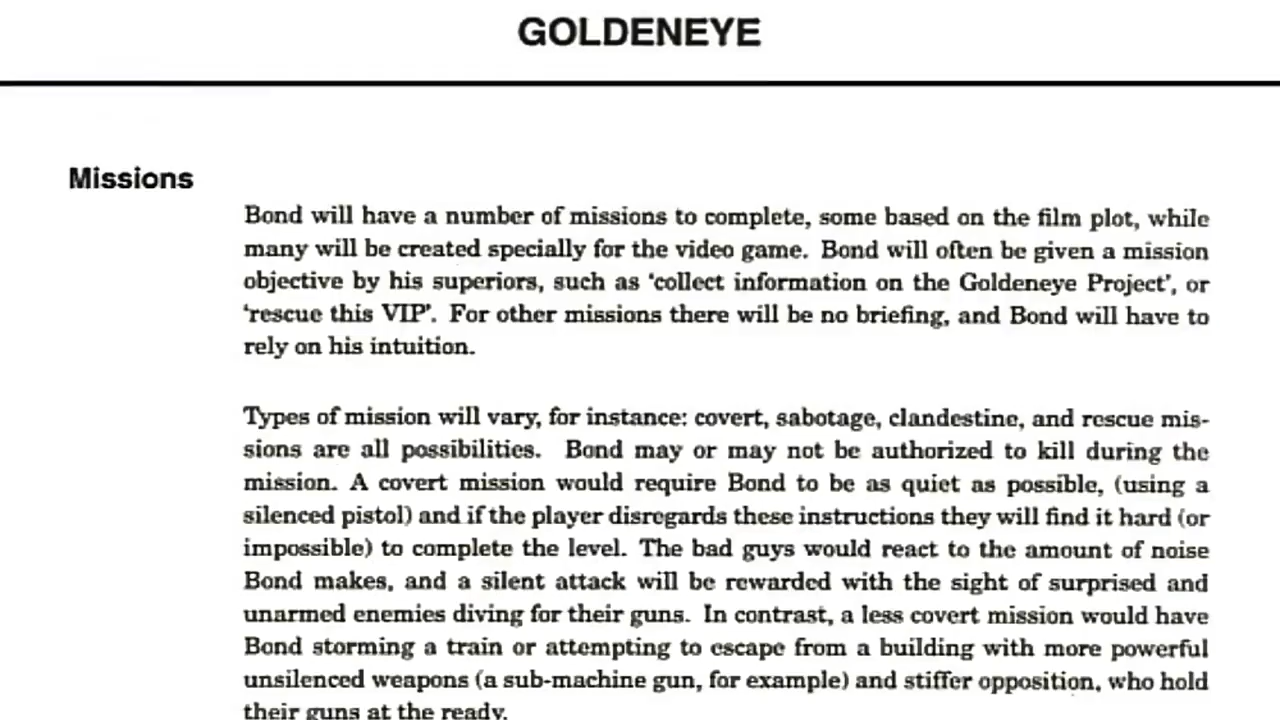 GOLDENEYE
Missions
Bond will have a number of missions to complete, some based on the film plot, while
many will be created specially for the video game. Bond will often be given a mission
objective by his superiors, such as ‘collect information on the Goldeneye Project’, or
‘rescue this VIP’. For other missions there will be no briefing, and Bond will have to
rely on his intuition.
Types of mission will vary, for instance: covert, sabotage, clandestine, and rescue mis-
sions are all possibilities. Bond may or may not be authorized to kill during the
mission. A covert mission would require Bond to be as quiet as possible, (using a
silenced pistol) and if the player disregards these instructions they will find it hard (or
impossible) to complete the level. The bad guys would react to the amount of noise
Bond makes, and a silent attack will be rewarded with the sight of surprised and
unarmed enemies diving for their guns. In contrast, a less covert mission would have
Bond storming a train or attempting to escape from a building with more powerful
unsilenced weapons (a sub-machine gun, for example) and stiffer opposition, who hold
their guns at the ready.